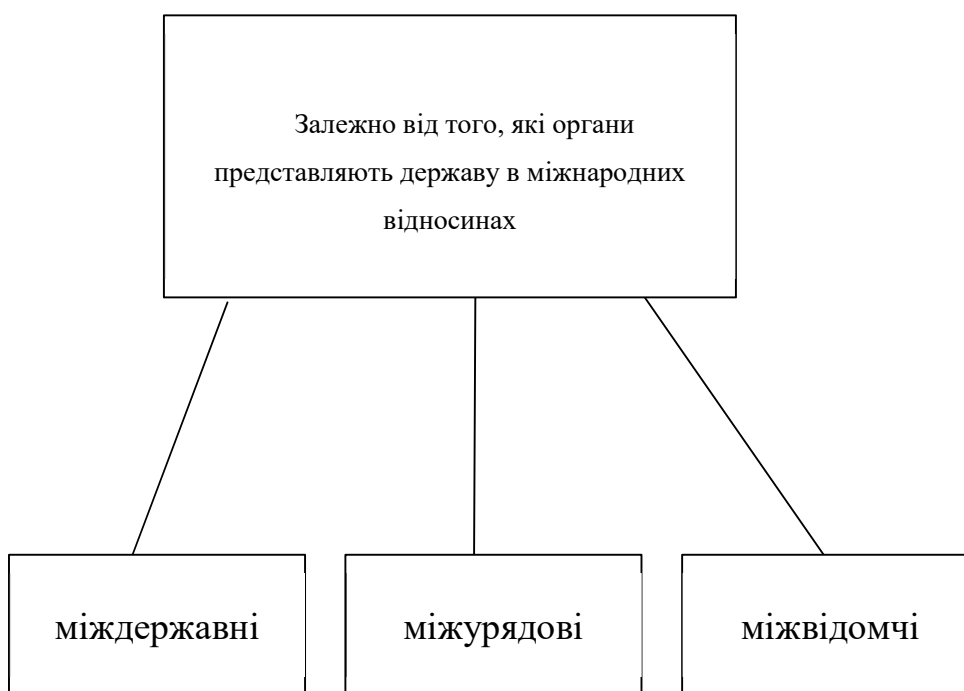 Залежно від того, які органи
представляють державу в міжнародних
відносинах
міждержавні
міжурядові
міжвідомчі